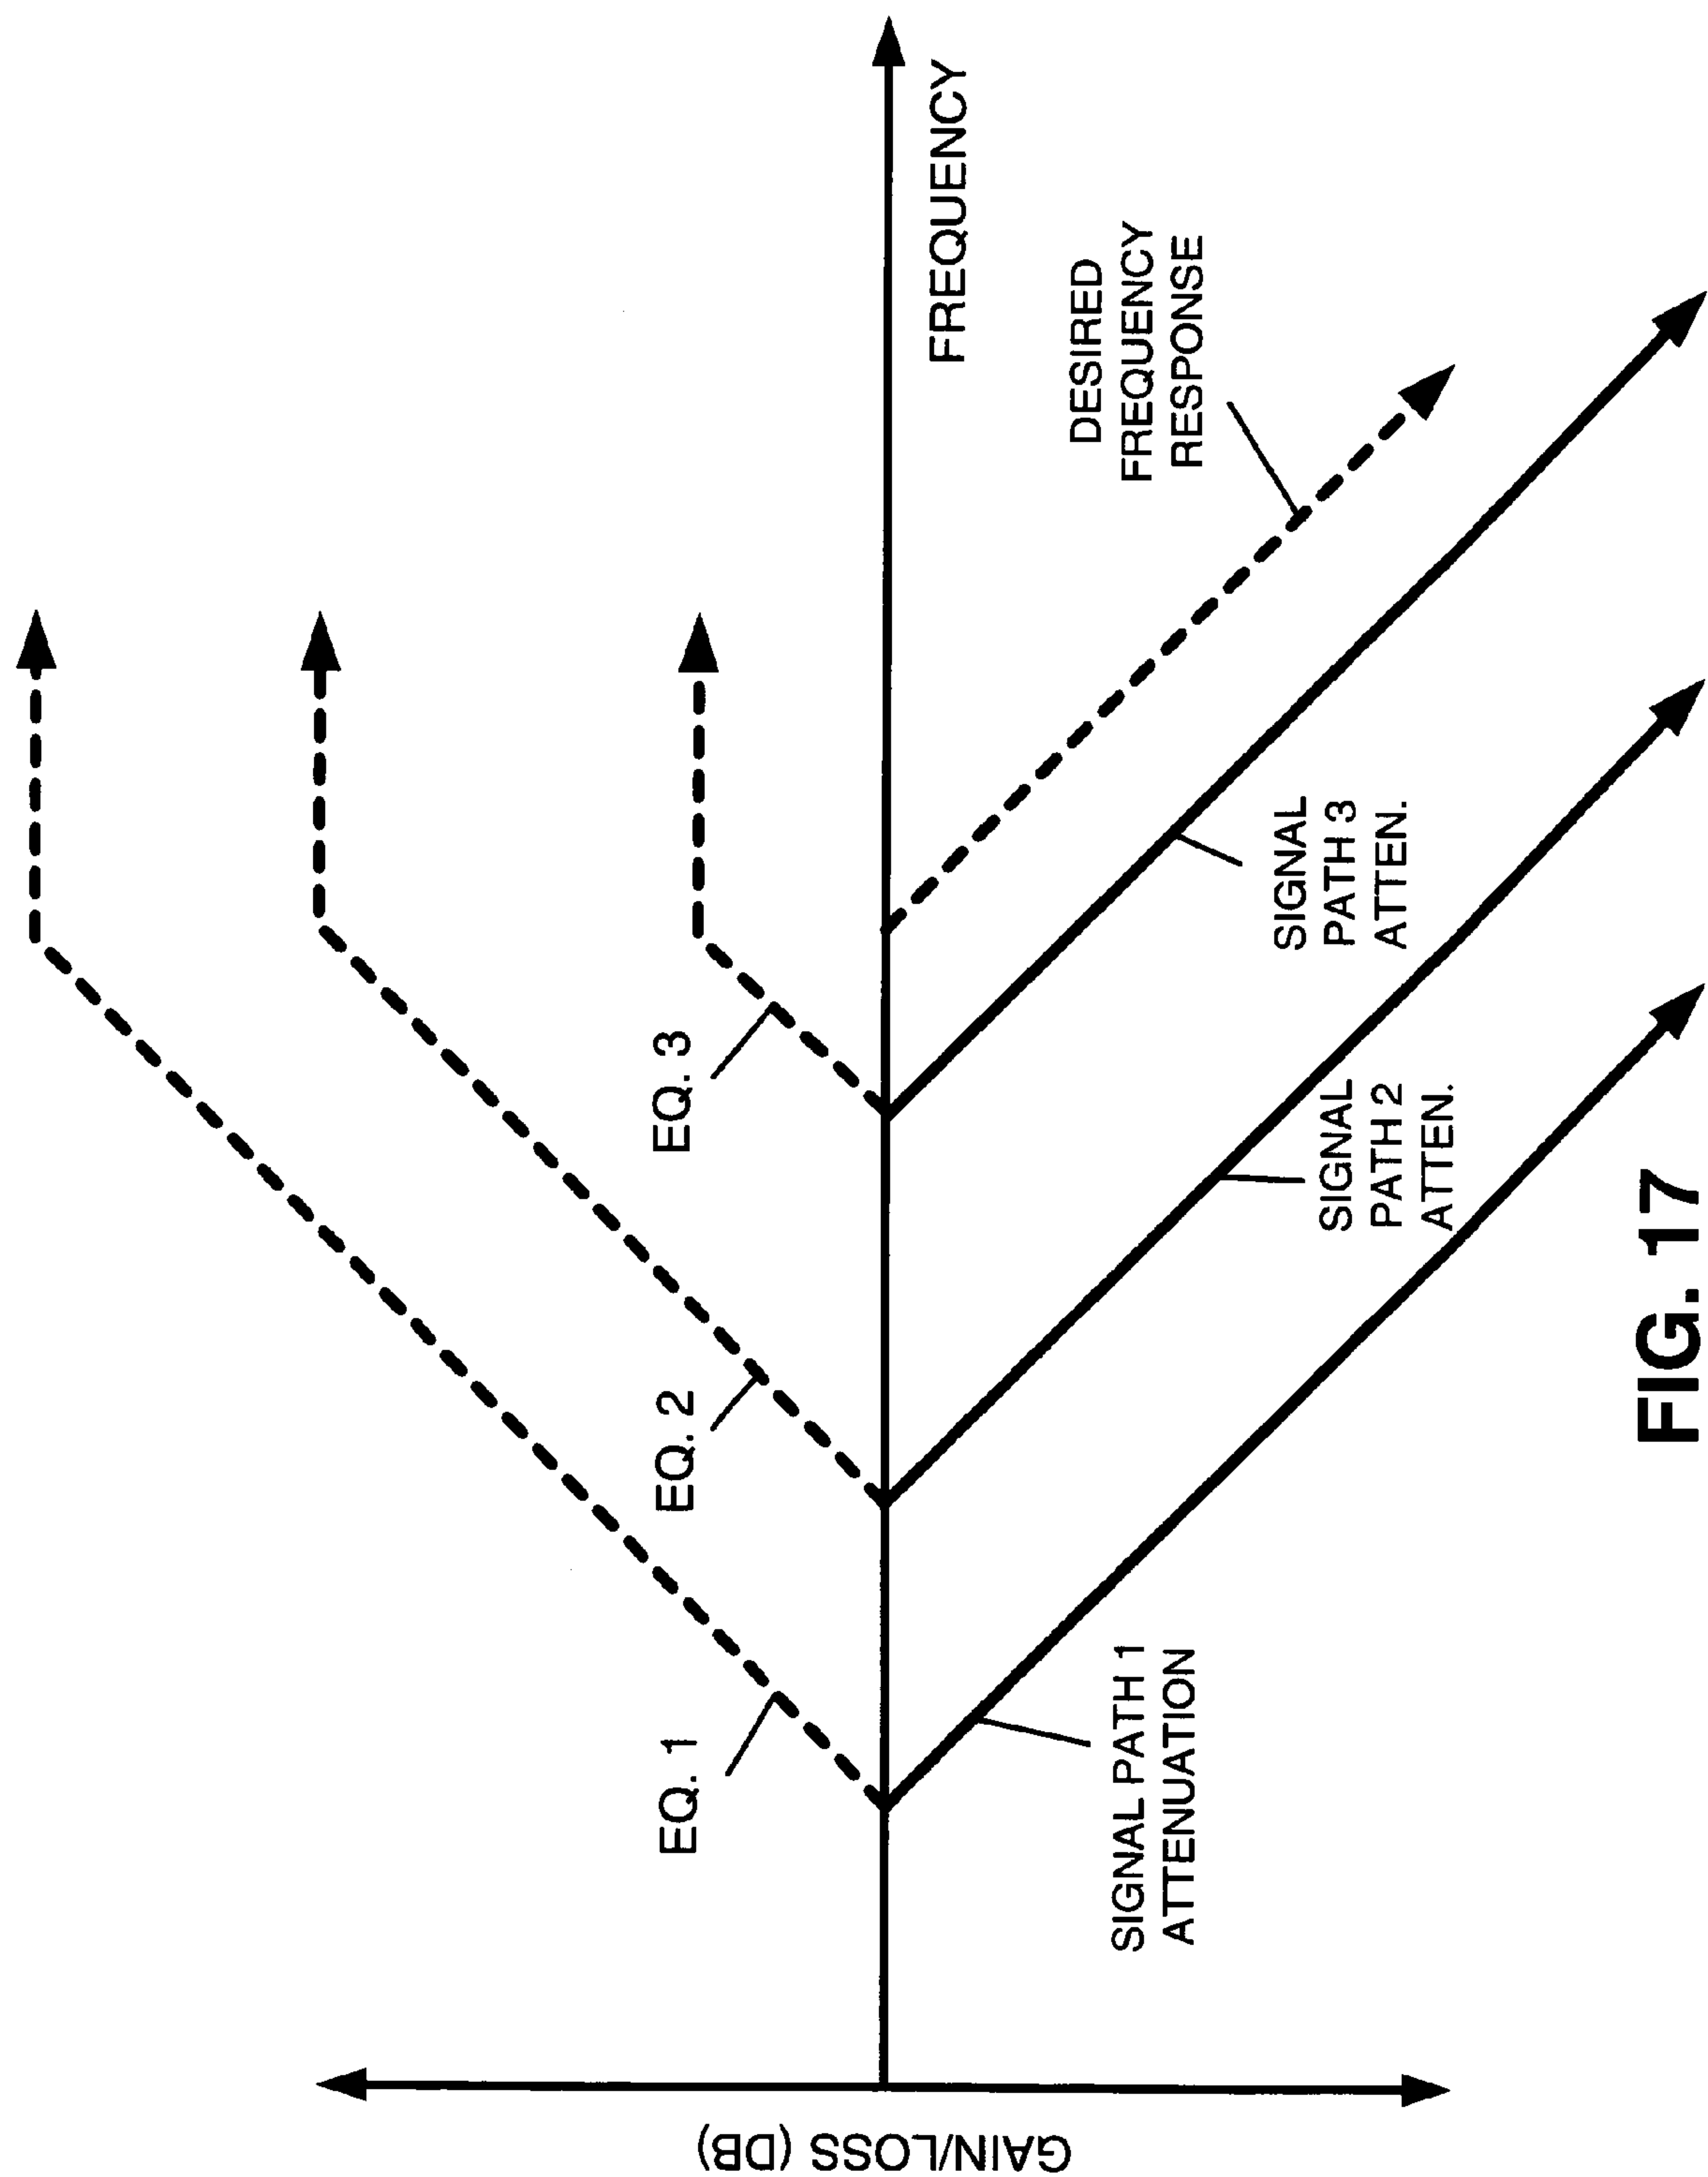 GAIN/LOSS (DB)
EQ. 1
EQ. 2
EQ. 3
FREQUENCY
SIGNAL PATH 1
ATTENUATION
SIGNAL
PATH 2
ATTEN.
SIGNAL
PATH 3
ATTEN.
DESIRED
FREQUENCY
RESPONSE
FIG. 17